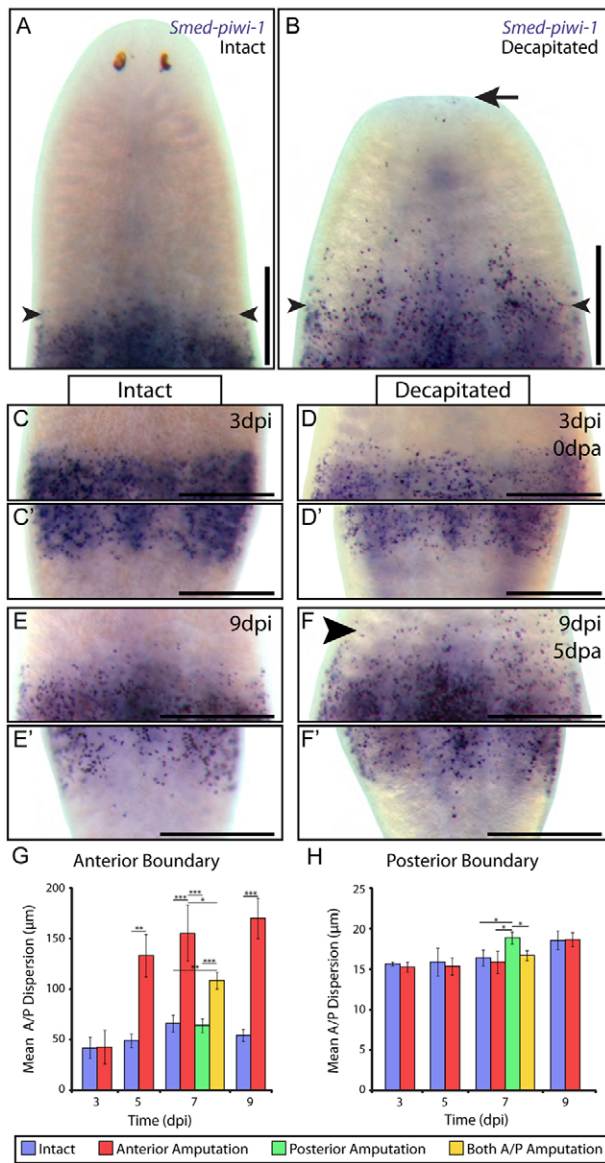 A
Smed-piwi-1
Intact
B
Smed-piwi-1
Decapitated
Intact
Decapitated
C
3dpi
D
3dpi
0dpa
C'
D'
E
9dpi
F
9dpi
5dpa
E'
F'
G
Anterior Boundary
Mean A/P Dispersion (µm)
200
150
100
50
0
**
***
***
*
**
***
***
3
5
7
9
Time (dpi)
H
Posterior Boundary
Mean A/P Dispersion (µm)
25
20
15
10
5
0
*
*
*
3
5
7
9
Time (dpi)
Intact
Anterior Amputation
Posterior Amputation
Both A/P Amputation